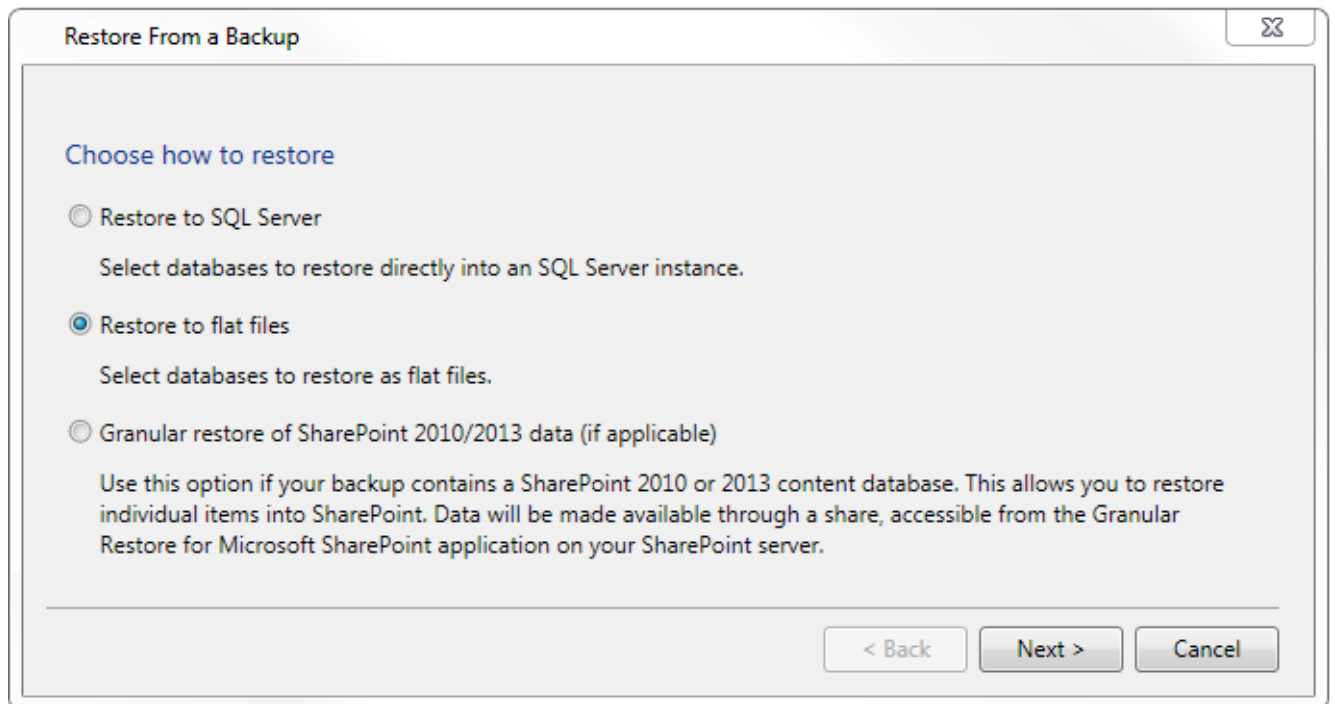 Restore From a Backup
Choose how to restore
Restore to SQL Server
Select databases to restore directly into an SQL Server instance.
Restore to flat files
Select databases to restore as flat files.
Granular restore of SharePoint 2010/2013 data (if applicable)
Use this option if your backup contains a SharePoint 2010 or 2013 content database. This allows you to restore
individual items into SharePoint. Data will be made available through a share, accessible from the Granular
Restore for Microsoft SharePoint application on your SharePoint server.
< Back Next > Cancel